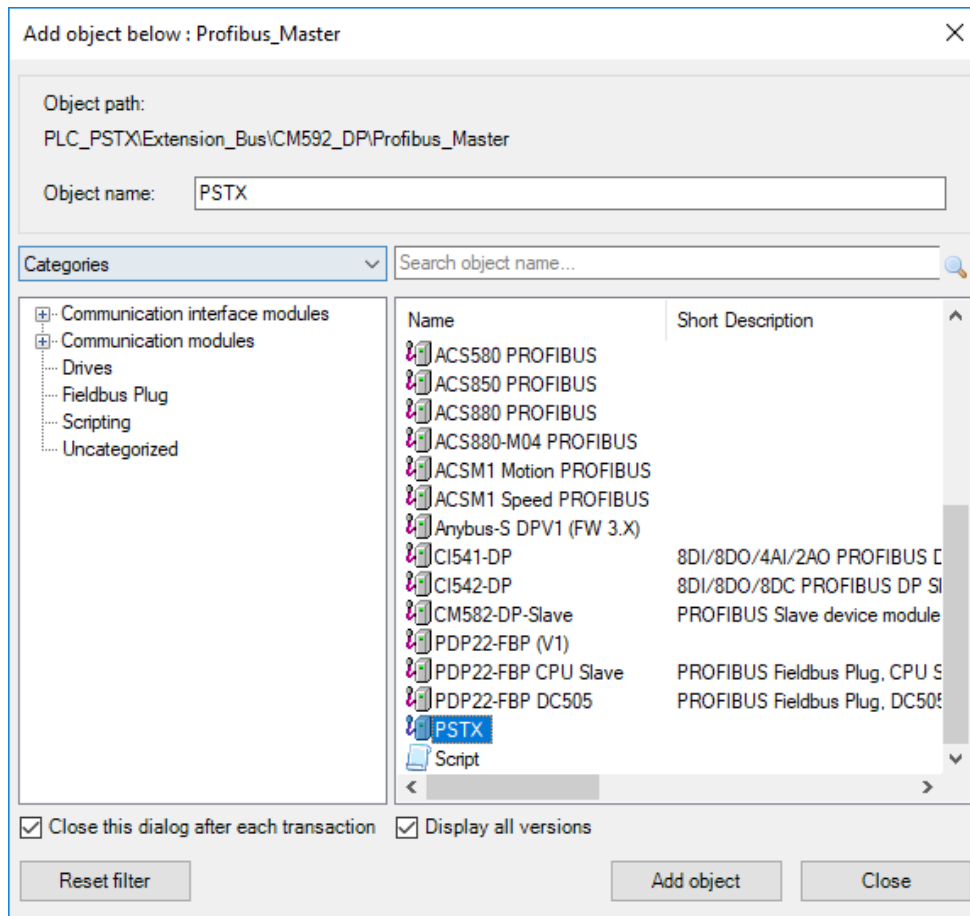 Add object below : Profibus_Master
Object path:
PLC_PSTX\Extension_Bus\CM592_DP\Profibus_Master
Object name: PSTX
Categories
Search object name...
Communication interface modules
Communication modules
Drives
Fieldbus Plug
Scripting
Uncategorized
Name Short Description
ACS580 PROFIBUS
ACS850 PROFIBUS
ACS880 PROFIBUS
ACS880-M04 PROFIBUS
ACSM1 Motion PROFIBUS
ACSM1 Speed PROFIBUS
Anybus-S DPV1 (FW 3.X)
CI541-DP 8DI/8DO/4AI/2AO PROFIBUS
CI542-DP 8DI/8DO/8DC PROFIBUS DP
CM582-DP-Slave PROFIBUS Slave device module
PDP22-FBP (V1)
PDP22-FBP CPU Slave PROFIBUS Fieldbus Plug, CPU
PDP22-FBP DC505 PROFIBUS Fieldbus Plug, DC505
PSTX
Script
Close this dialog after each transaction Display all versions
Reset filter Add object Close